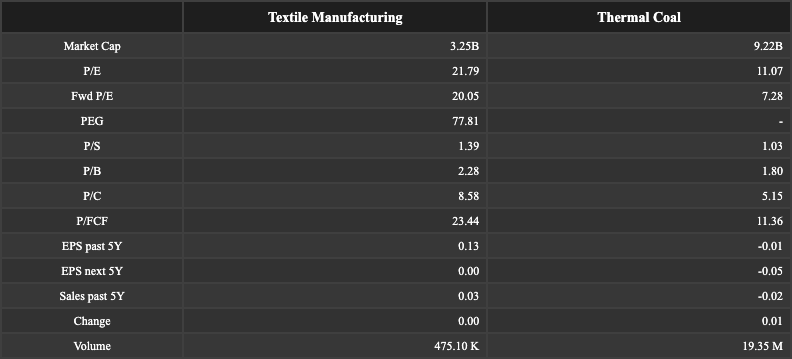 Textile Manufacturing Thermal Coal
Market Cap 3.25B 9.22B
P/E 21.79 11.07
Fwd P/E 20.05 7.28
PEG 77.81 -
P/S 1.39 1.03
P/B 2.28 1.80
P/C 8.58 5.15
P/FCF 23.44 11.36
EPS past 5Y 0.13 -0.01
EPS next 5Y 0.00 -0.05
Sales past 5Y 0.03 -0.02
Change 0.00 0.01
Volume 475.10 K 19.35 M